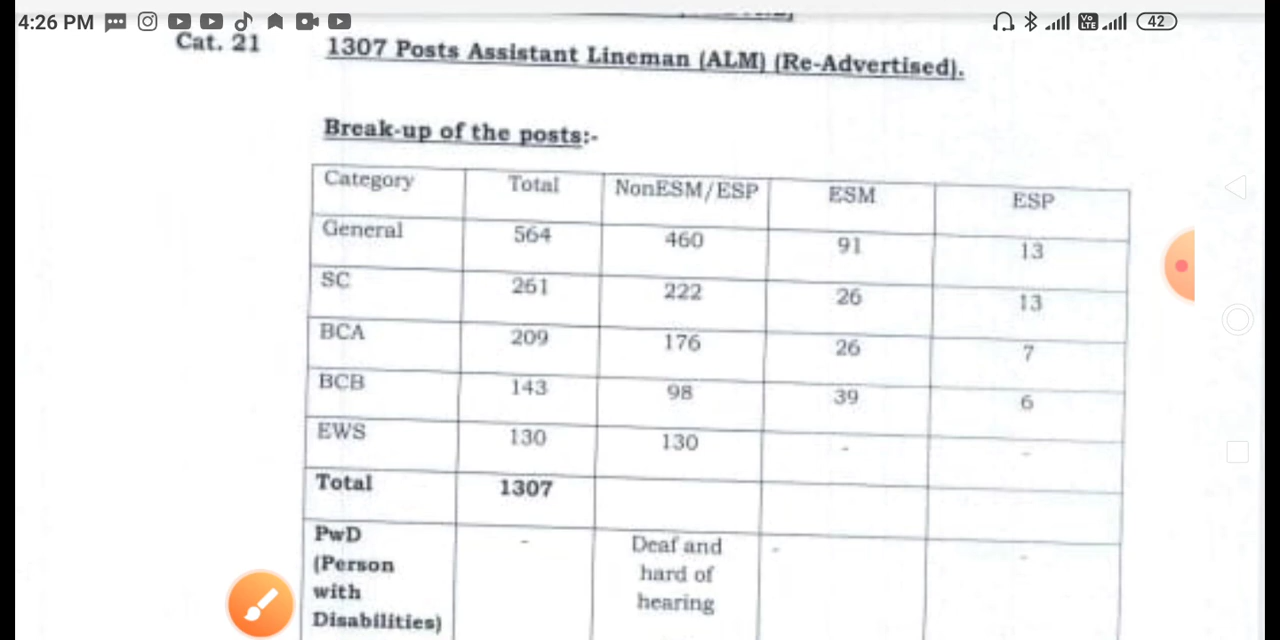 4:26 PM
42
Cat. 21
1307 Posts Assistant Lineman (ALM) (Re-Advertised).
Break-up of the posts:-
Category Total NonESM/ESP ESM ESP
General 564 460 91 13
SC 261 222 26 13
BCA 209 176 26 7
BCB 143 98 39 6
EWS 130 130 - -
Total 1307
PwD - Deaf and - -
(Person hard of
with hearing
Disabilities)